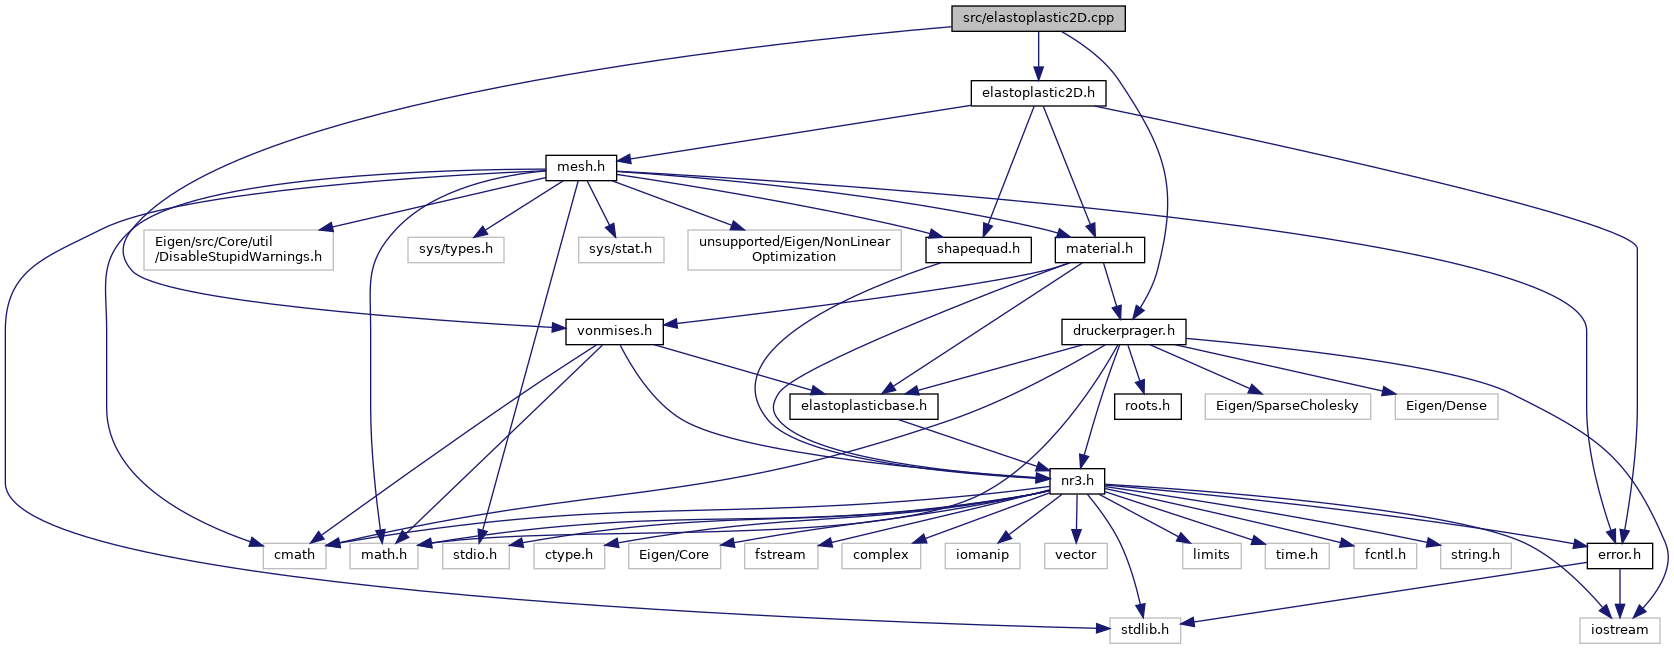 src/elastoplastic2D.cpp
elastoplastic2D.h
mesh.h
Eigen/src/Core/util
/DisableStupidWarnings.h
sys/types.h
sys/stat.h
unsupported/Eigen/NonLinear
Optimization
shapequad.h
material.h
vonmises.h
druckerprager.h
elastoplasticbase.h
roots.h
Eigen/SparseCholesky
Eigen/Dense
nr3.h
cmath
math.h
stdio.h
ctype.h
Eigen/Core
fstream
complex
iomanip
vector
limits
time.h
fcntl.h
string.h
error.h
stdlib.h
iostream